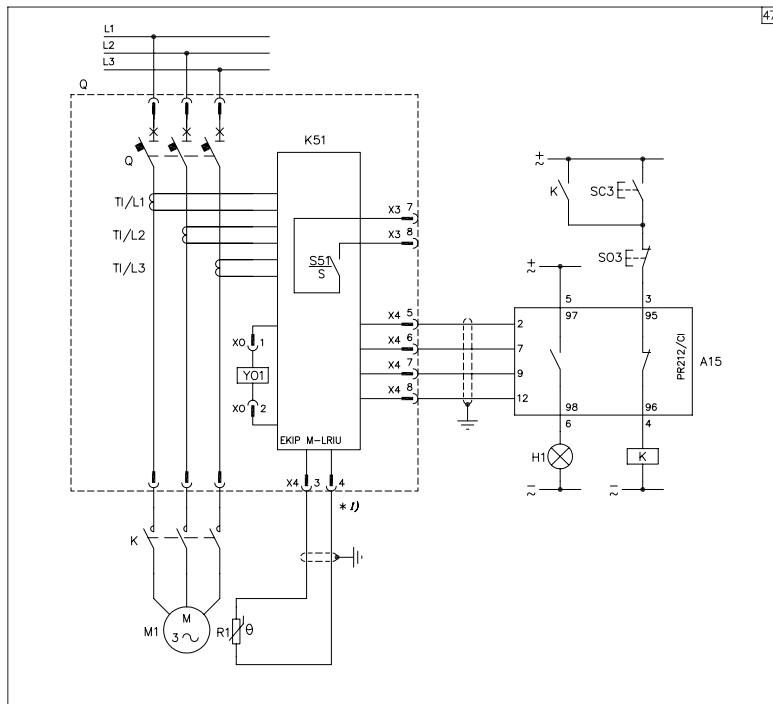 47
L1
L2
L3
Q
Q
K51
TI/L1
TI/L2
TI/L3
X3 7
X3 8
S51
S
X4 5
X4 6
X4 7
X4 8
X0 1
Y01
X0 2
EKIP M-LRIU
X4 3 4
* 1)
K
M1
M
3
R1
θ
K
SC3
SO3
5 3
97 95
2
7
9
12
PR212/CI
A15
98 96
6 4
H1
K